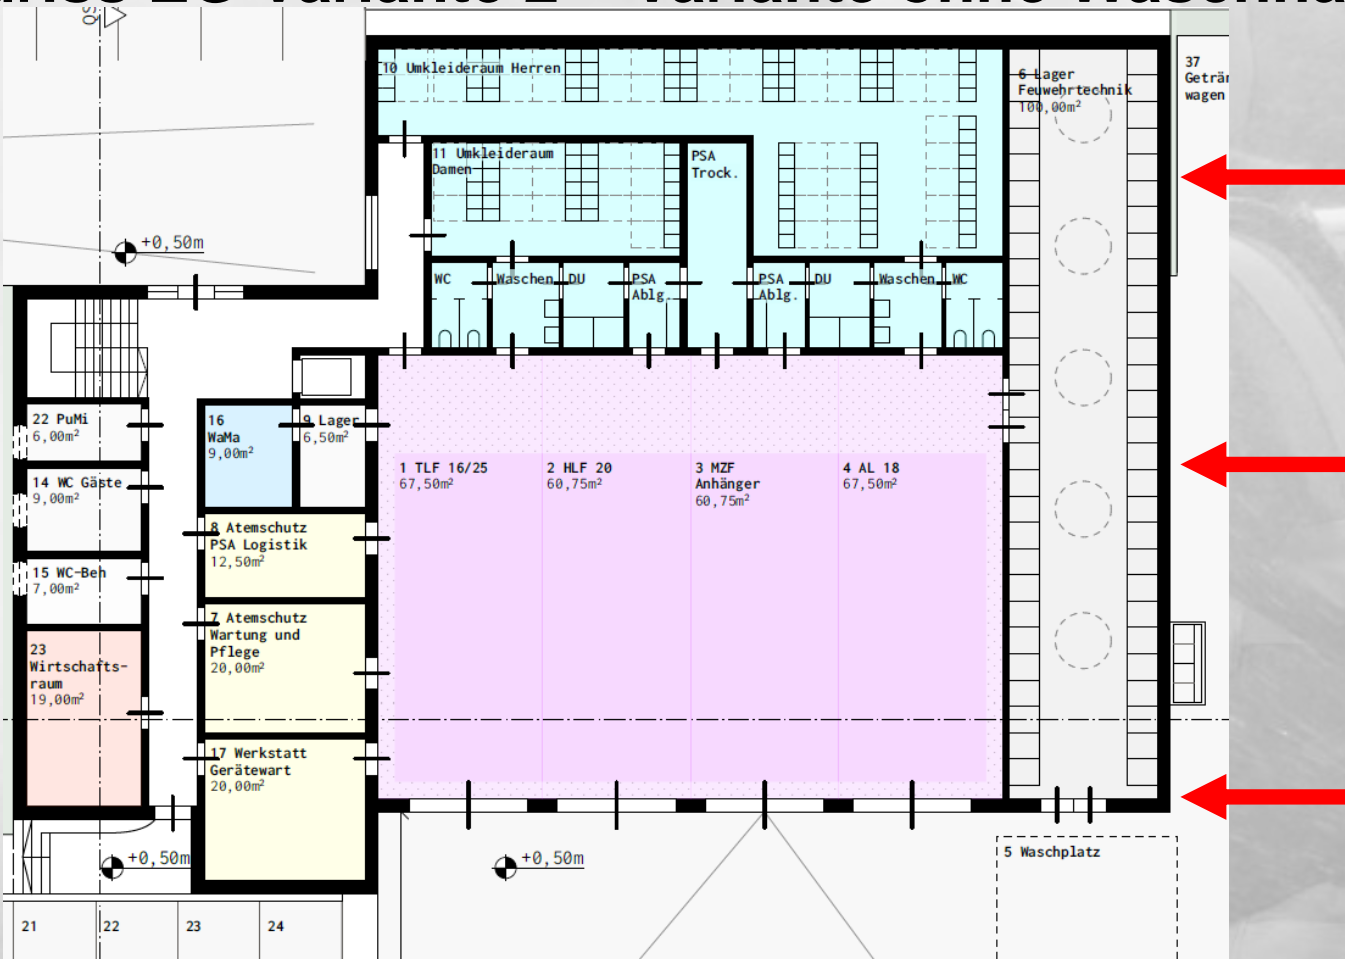 QS
10 Umkleideraum Herren
6 Lager
Feuwehrtechnik
100,00m²
37
wagen
11 Umkleideraum
Damen
PSA
Trock.
+0,50m
WC
Waschen
DU
PSA
Ablg.
PSA
Ablg.
DU
Waschen
WC
22 PuMi
6,00m²
16
WaMa
9,00m²
9 Lager
6,50m²
14 WC Gäste
9,00m²
1 TLF 16/25
67,50m²
2 HLF 20
60,75m²
3 MZF
Anhänger
60,75m²
4 AL 18
67,50m²
8 Atemschutz
PSA Logistik
12,50m²
15 WC-Beh
7,00m²
7 Atemschutz
Wartung und
Pflege
20,00m²
23
Wirtschafts-
raum
19,00m²
17 Werkstatt
Gerätewart
20,00m²
+0,50m
+0,50m
5 Waschplatz
21
22
23
24